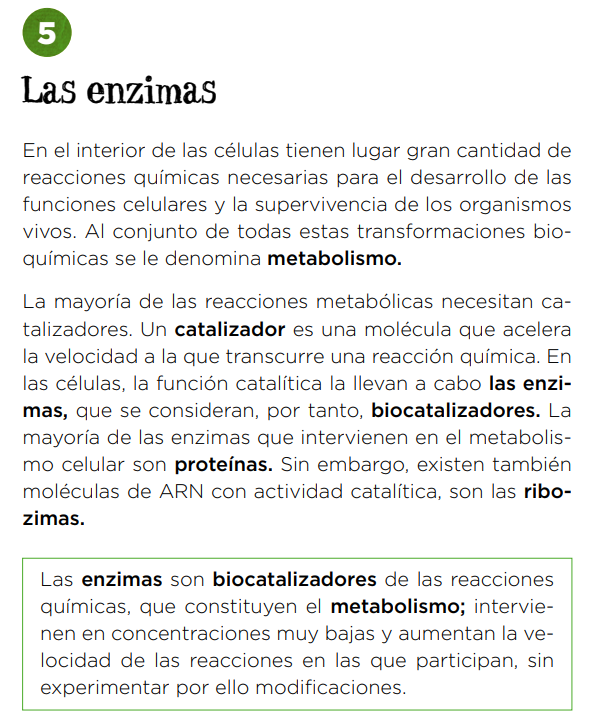 5
Las enzimas
En el interior de las células tienen lugar gran cantidad de
reacciones químicas necesarias para el desarrollo de las
funciones celulares y la supervivencia de los organismos
vivos. Al conjunto de todas estas transformaciones bio-
químicas se le denomina metabolismo.
La mayoría de las reacciones metabólicas necesitan ca-
talizadores. Un catalizador es una molécula que acelera
la velocidad a la que transcurre una reacción química. En
las células, la función catalítica la llevan a cabo las enzi-
mas, que se consideran, por tanto, biocatalizadores. La
mayoría de las enzimas que intervienen en el metabolis-
mo celular son proteínas. Sin embargo, existen también
moléculas de ARN con actividad catalítica, son las ribo-
zimas.
Las enzimas son biocatalizadores de las reacciones
químicas, que constituyen el metabolismo; intervie-
nen en concentraciones muy bajas y aumentan la ve-
locidad de las reacciones en las que participan, sin
experimentar por ello modificaciones.